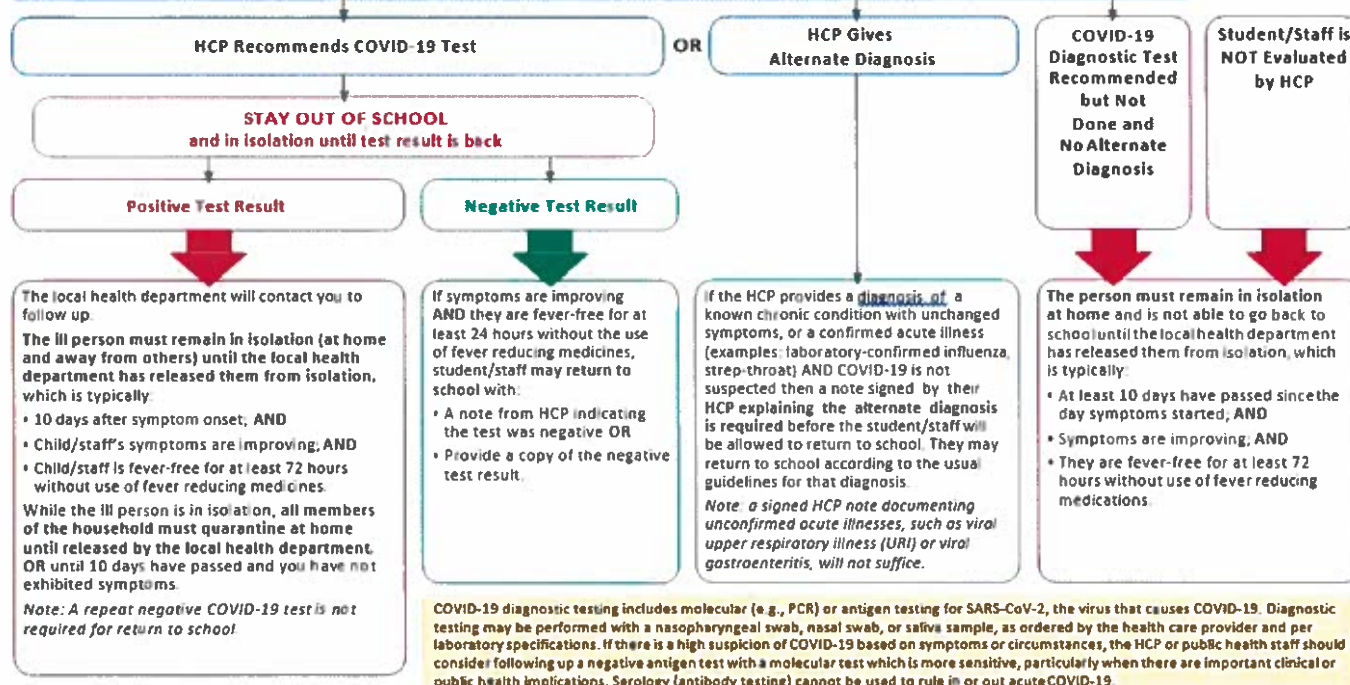 HCP Recommends COVID-19 Test
OR
HCP Gives
Alternate Diagnosis
COVID-19
Diagnostic Test
Recommended
but Not
Done and
No Alternate
Diagnosis
Student/Staff is
NOT Evaluated
by HCP
STAY OUT OF SCHOOL
and in isolation until test result is back
Positive Test Result
Negative Test Result
The local health department will contact you to
follow up.
The ill person must remain in isolation (at home
and away from others) until the local health
department has released them from isolation,
which is typically:
• 10 days after symptom onset; AND
• Child/staff's symptoms are improving; AND
• Child/staff is fever-free for at least 72 hours
without use of fever reducing medicines.
While the ill person is in isolation, all members
of the household must quarantine at home
until released by the local health department,
OR until 10 days have passed and you have not
exhibited symptoms.
Note: A repeat negative COVID-19 test is not
required for return to school.
If symptoms are improving
AND they are fever-free for at
least 24 hours without the use
of fever reducing medicines,
student/staff may return to
school with:
• A note from HCP indicating
the test was negative OR
• Provide a copy of the negative
test result.
If the HCP provides a diagnosis of a
known chronic condition with unchanged
symptoms, or a confirmed acute illness
(examples: laboratory-confirmed influenza,
strep-throat) AND COVID-19 is not
suspected then a note signed by their
HCP explaining the alternate diagnosis
is required before the student/staff will
be allowed to return to school. They may
return to school according to the usual
guidelines for that diagnosis.
Note: a signed HCP note documenting
unconfirmed acute illnesses, such as viral
upper respiratory illness (URI) or viral
gastroenteritis, will not suffice.
The person must remain in isolation
at home and is not able to go back to
school until the local health department
has released them from isolation, which
is typically:
• At least 10 days have passed since the
day symptoms started; AND
• Symptoms are improving; AND
• They are fever-free for at least 72
hours without use of fever reducing
medications.
COVID-19 diagnostic testing includes molecular (e.g., PCR) or antigen testing for SARS-CoV-2, the virus that causes COVID-19. Diagnostic
testing may be performed with a nasopharyngeal swab, nasal swab, or saliva sample, as ordered by the health care provider and per
laboratory specifications. If there is a high suspicion of COVID-19 based on symptoms or circumstances, the HCP or public health staff should
consider following up a negative antigen test with a molecular test which is more sensitive, particularly when there are important clinical or
public health implications. Serology (antibody testing) cannot be used to rule in or out acute COVID-19.